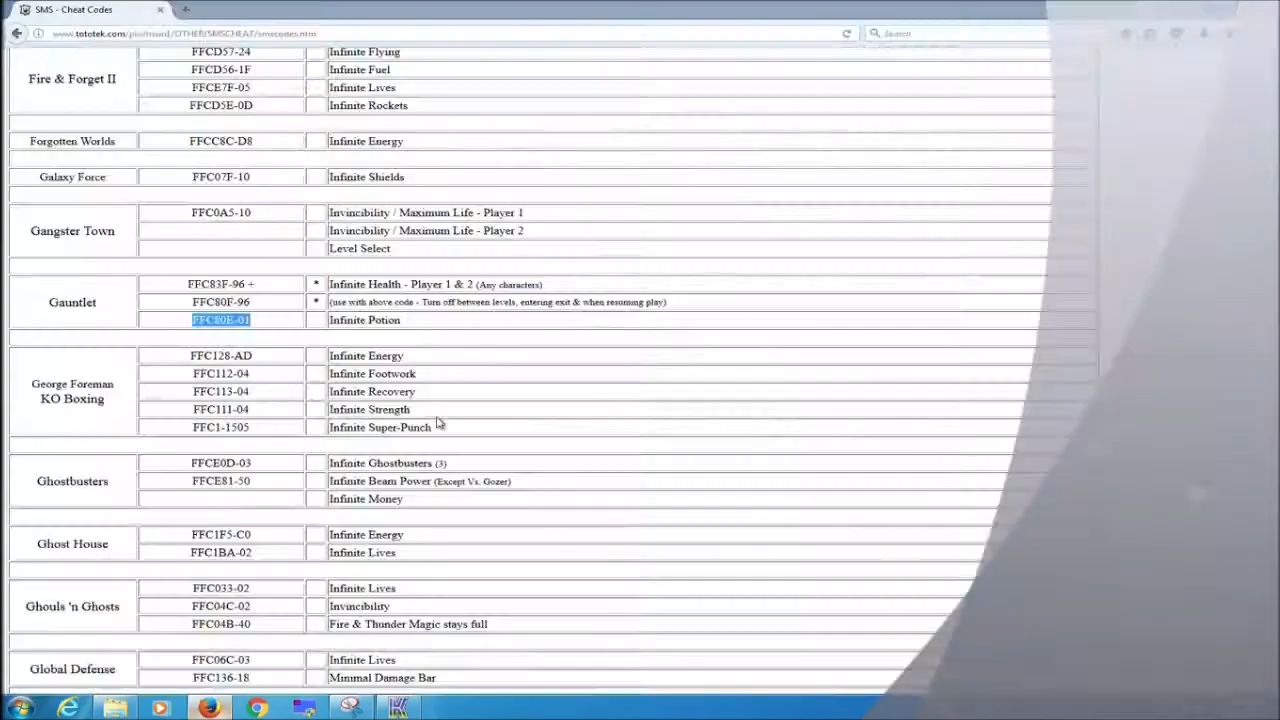 SMS - Cheat Codes
Search
FFCD57-24 Infinite Flying
Fire & Forget II
FFCD56-1F Infinite Fuel
FFCE7F-05 Infinite Lives
FFCD5E-0D Infinite Rockets
Forgotten Worlds FFCC8C-D8 Infinite Energy
Galaxy Force FFC07F-10 Infinite Shields
Gangster Town
FFC0A5-10 Invincibility / Maximum Life - Player 1
Invincibility / Maximum Life - Player 2
Level Select
Gauntlet
FFC83F-96 + * Infinite Health - Player 1 & 2 (Any characters)
FFC80F-96 * (use with above code - Turn off between levels, entering exit & when resuming play)
FFC80E-01 Infinite Potion
George Foreman
KO Boxing
FFC128-AD Infinite Energy
FFC112-04 Infinite Footwork
FFC113-04 Infinite Recovery
FFC111-04 Infinite Strength
FFC1-1505 Infinite Super-Punch
Ghostbusters
FFCE0D-03 Infinite Ghostbusters (3)
FFCE81-50 Infinite Beam Power (Except Vs. Gozer)
Infinite Money
Ghost House
FFC1F5-C0 Infinite Energy
FFC1BA-02 Infinite Lives
Ghouls 'n Ghosts
FFC033-02 Infinite Lives
FFC04C-02 Invincibility
FFC04B-40 Fire & Thunder Magic stays full
Global Defense
FFC06C-03 Infinite Lives
FFC136-18 Minimal Damage Bar